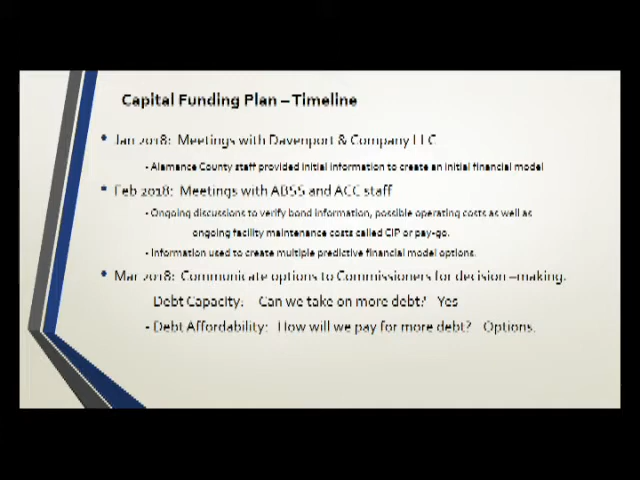 Capital Funding Plan – Timeline
• Jan 2018: Meetings with Davenport & Company LLC
- Alamance County staff provided initial information to create an initial financial model
• Feb 2018: Meetings with ABSS and ACC staff
- Ongoing discussions to verify bond information, possible operating costs as well as
ongoing facility maintenance costs called CIP or pay-go.
- Information used to create multiple predictive financial model options.
• Mar 2018: Communicate options to Commissioners for decision –making.
Debt Capacity: Can we take on more debt? Yes
- Debt Affordability: How will we pay for more debt? Options.